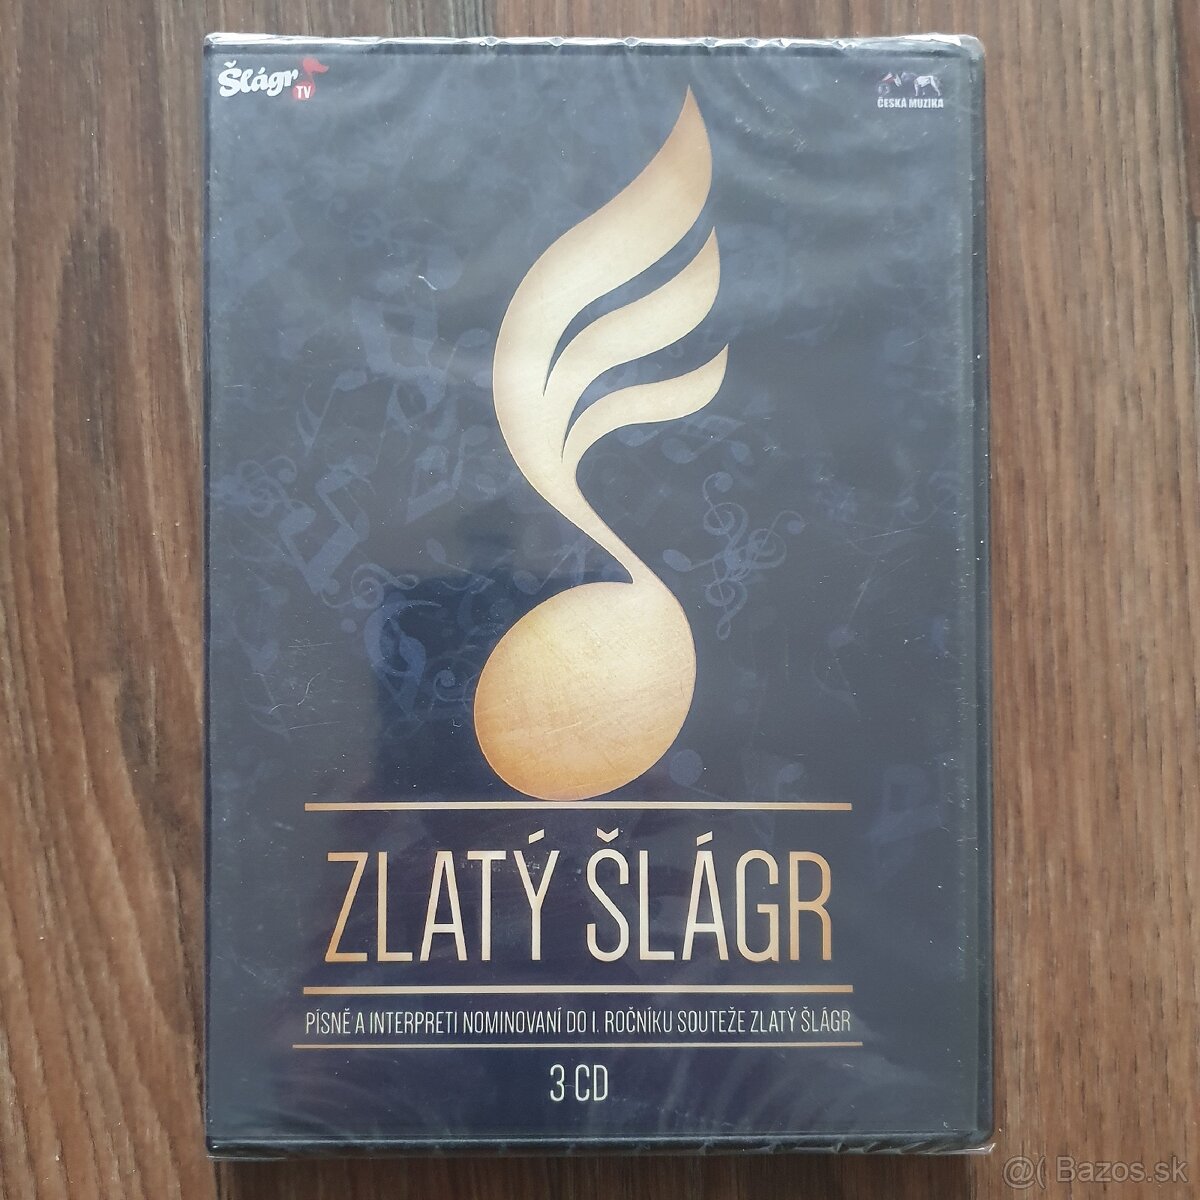 Šlágr
TV
ČESKÁ MUZIKA
ZLATÝ ŠLÁGR
PÍSNĚ A INTERPRETI NOMINOVANÍ DO I. ROČNÍKU SOUTEŽE ZLATÝ ŠLÁGR
3 CD
@( Bazos.sk